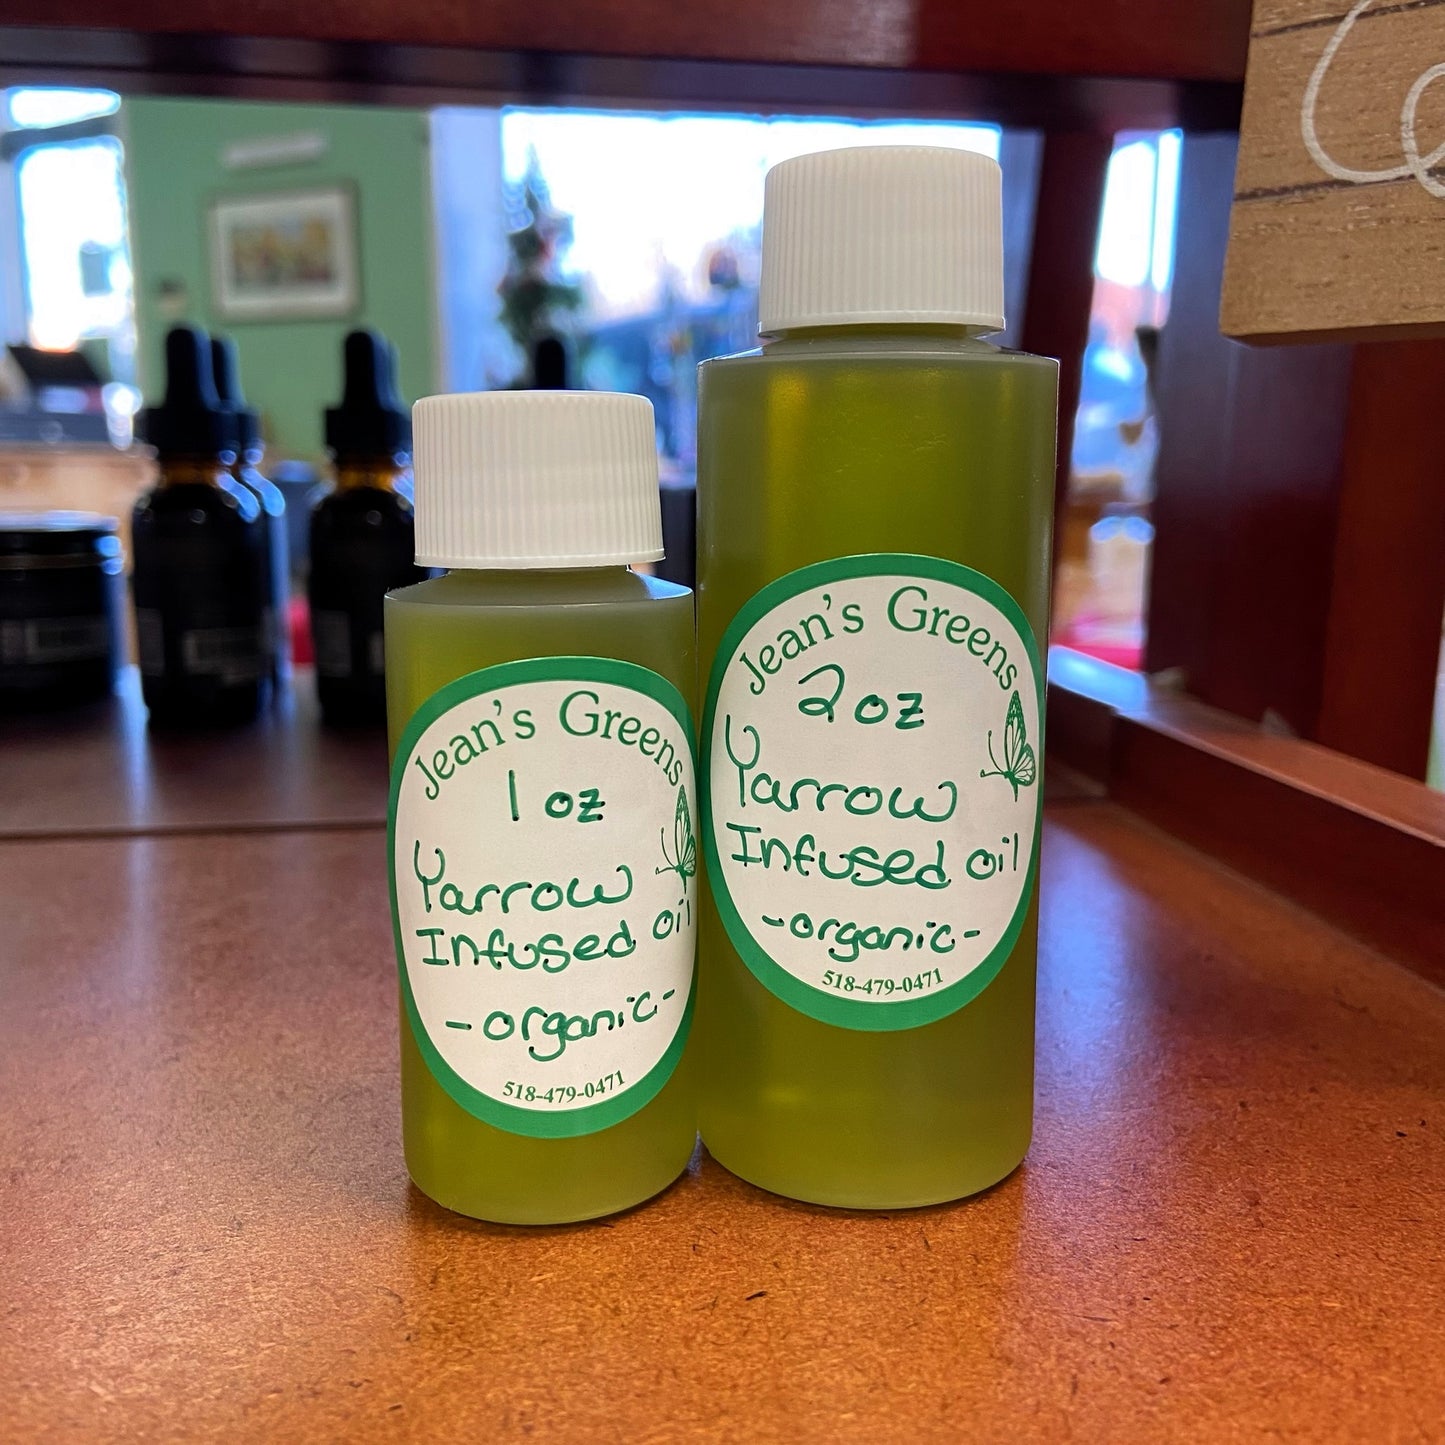 Jean's Greens
1 oz
Yarrow
Infused oil
-organic-
518-479-0471
Jean's Greens
2 oz
Yarrow
Infused oil
-organic-
518-479-0471